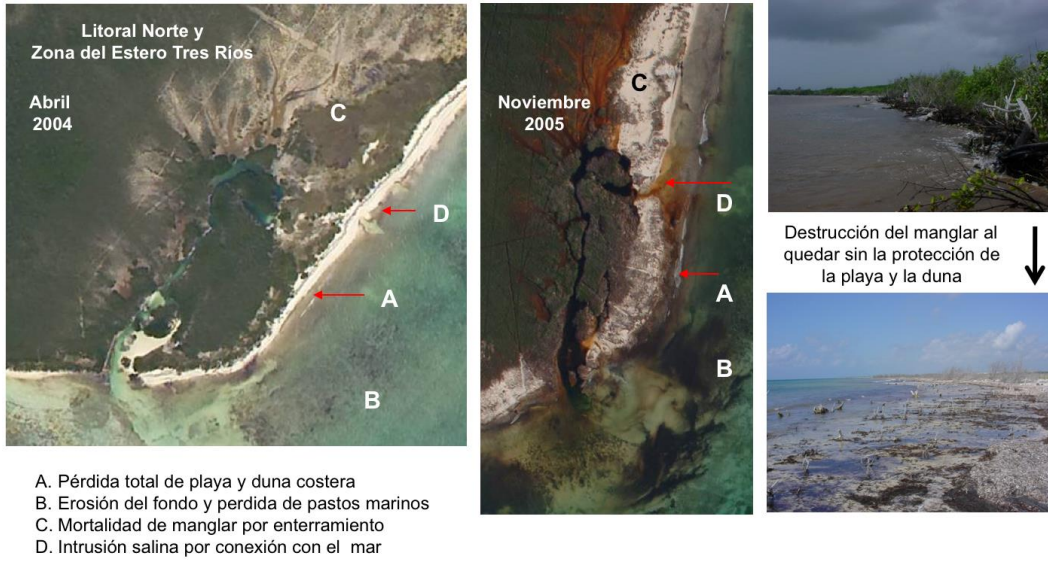 Litoral Norte y
Zona del Estero Tres Ríos
Abril
2004
C
D
A
B
Noviembre
2005
C
D
A
B
Destrucción del manglar al
quedar sin la protección de
la playa y la duna
A. Pérdida total de playa y duna costera
B. Erosión del fondo y perdida de pastos marinos
C. Mortalidad de manglar por enterramiento
D. Intrusión salina por conexión con el mar